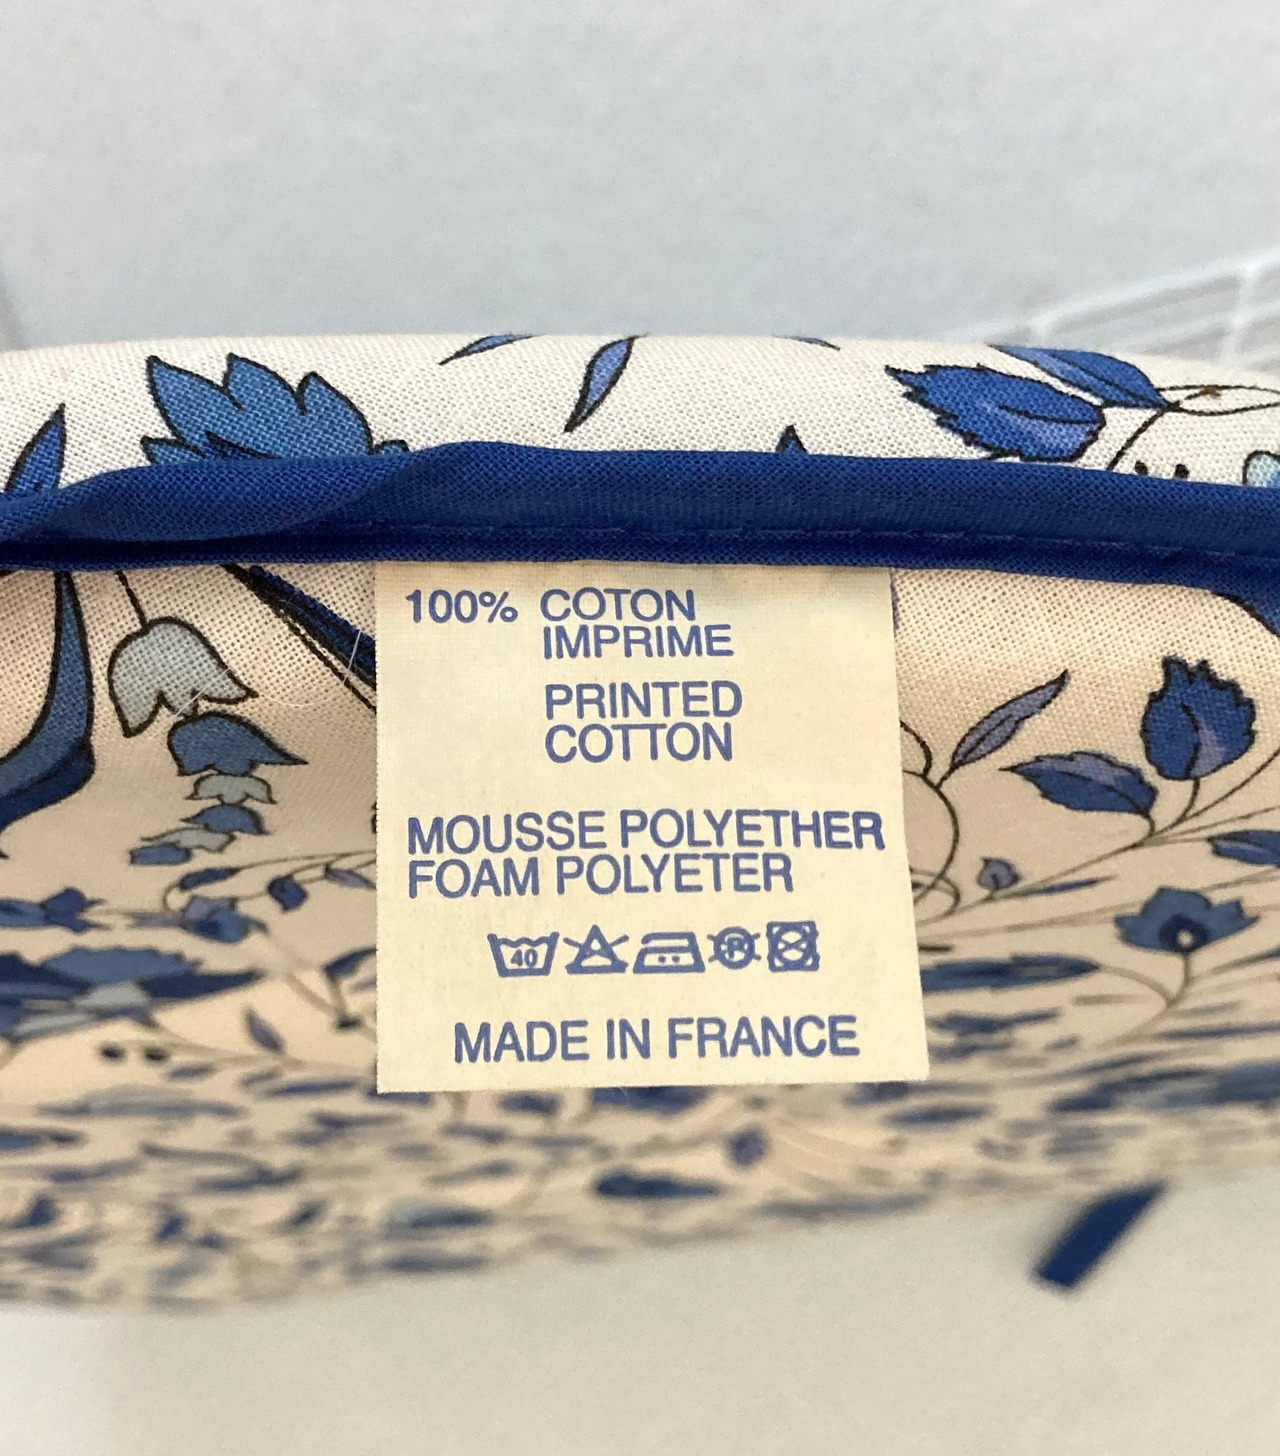 100% COTON
IMPRIME
PRINTED
COTTON
MOUSSE POLYETHER
FOAM POLYETER
40 P
MADE IN FRANCE